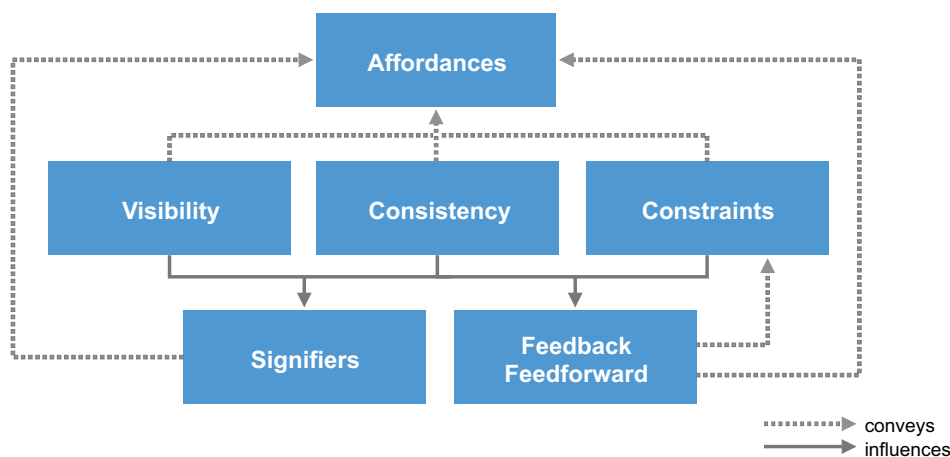 Affordances
Visibility
Consistency
Constraints
Signifiers
Feedback
Feedforward
conveys
influences